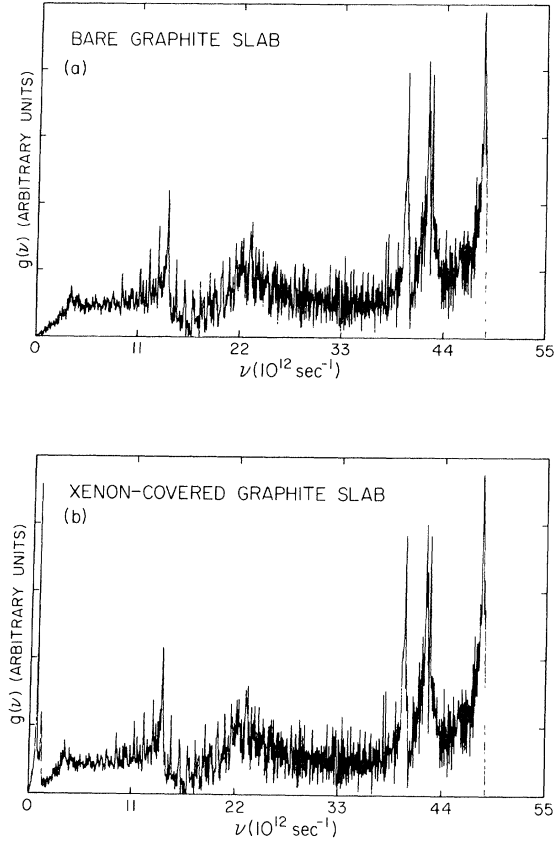 BARE GRAPHITE SLAB
(a)
g(ν) (ARBITRARY UNITS)
0 11 22 33 44 55
ν(10¹² sec⁻¹)
XENON-COVERED GRAPHITE SLAB
(b)
g(ν) (ARBITRARY UNITS)
0 11 22 33 44 55
ν(10¹² sec⁻¹)